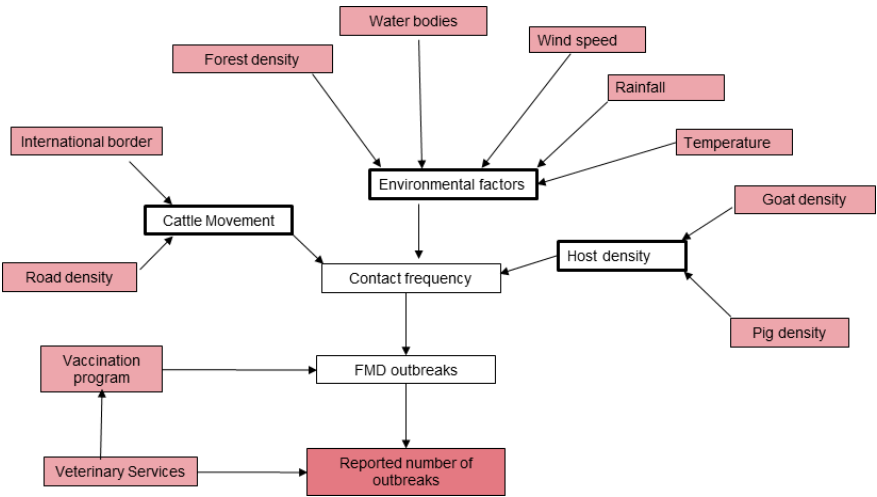 Water bodies
Wind speed
Forest density
Rainfall
International border
Temperature
Environmental factors
Goat density
Cattle Movement
Host density
Road density
Contact frequency
Pig density
Vaccination
program
FMD outbreaks
Veterinary Services
Reported number of
outbreaks